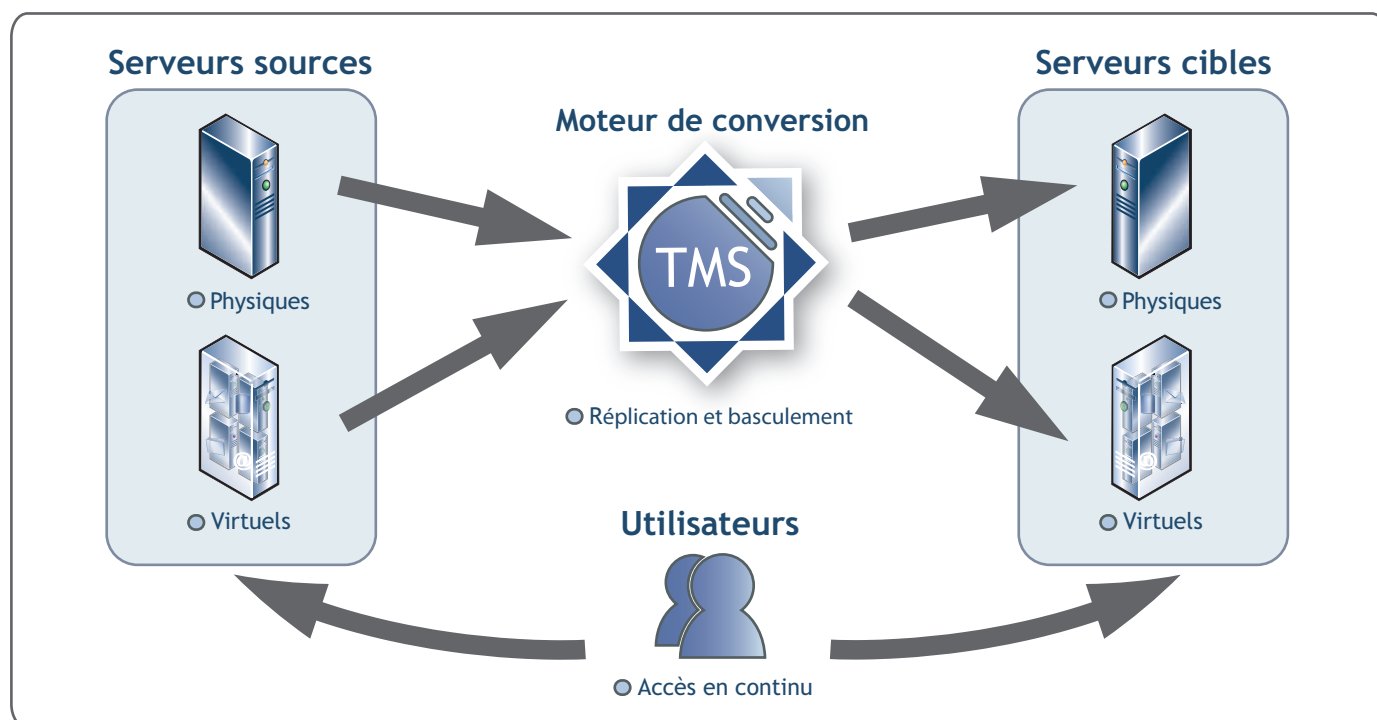 Serveurs sources
Physiques
Virtuels
Moteur de conversion
TMS
Réplication et basculement
Utilisateurs
Accès en continu
Serveurs cibles
Physiques
Virtuels